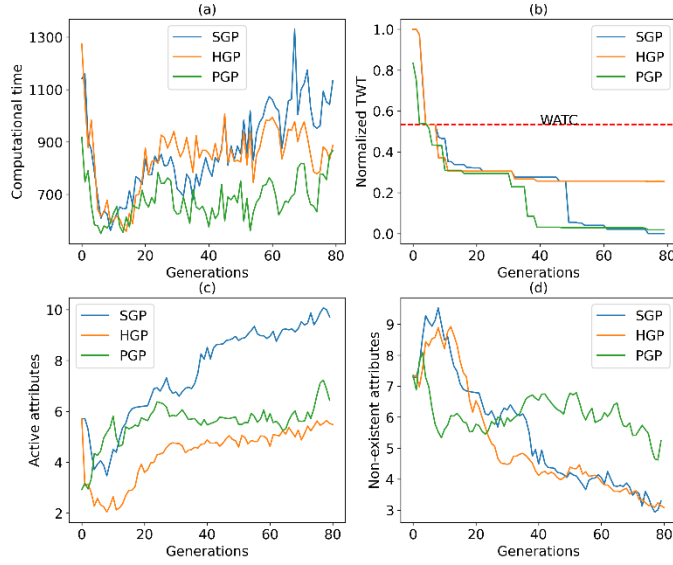 (a)
Computational time
1300
1100
900
700
SGP
HGP
PGP
0
20
40
60
80
Generations
(b)
Normalized TWT
1.0
0.8
0.6
0.4
0.2
0.0
SGP
HGP
PGP
WATC
0
20
40
60
80
Generations
(c)
Active attributes
10
8
6
4
2
SGP
HGP
PGP
0
20
40
60
80
Generations
(d)
Non-existent attributes
9
8
7
6
5
4
3
SGP
HGP
PGP
0
20
40
60
80
Generations